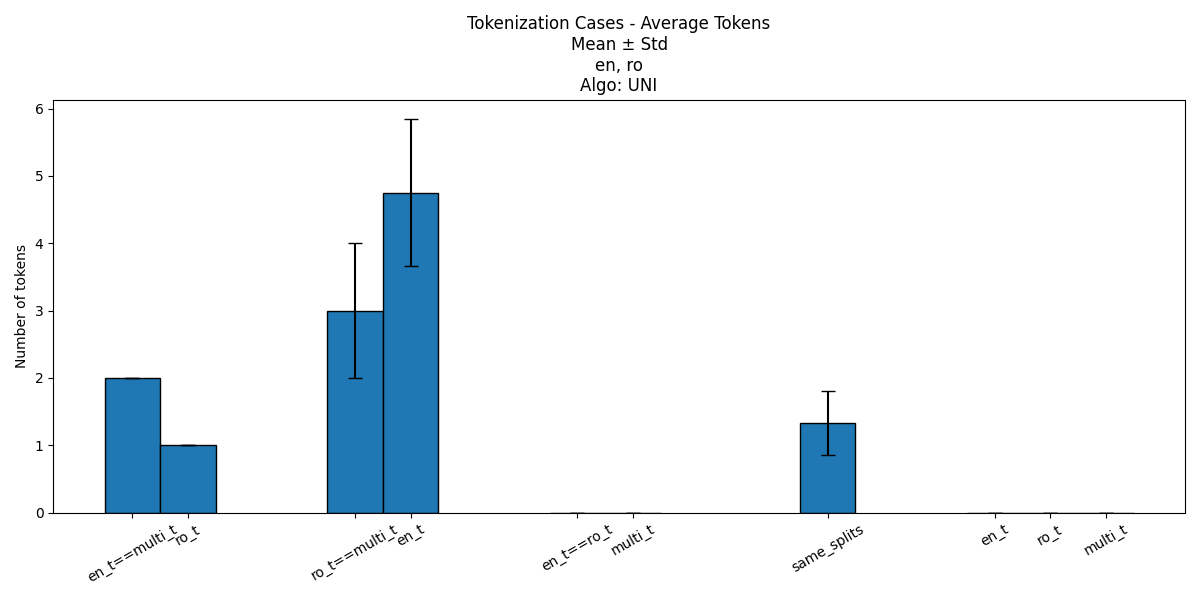 Tokenization Cases - Average Tokens
Mean ± Std
en, ro
Algo: UNI
Number of tokens
6
5
4
3
2
1
0
en_t==multi_t
ro_t
ro_t==multi_t
en_t
en_t==ro_t
multi_t
same_splits
en_t
ro_t
multi_t